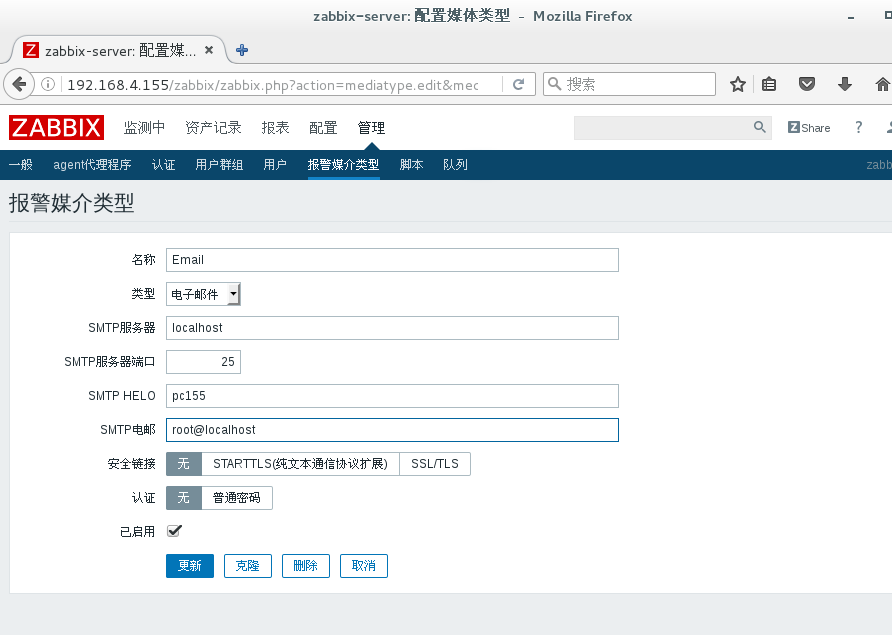 zabbix-server: 配置媒体类型 - Mozilla Firefox
zabbix-server: 配置媒...
192.168.4.155/zabbix/zabbix.php?action=mediatype.edit&mec
搜索
ZABBIX 监测中 资产记录 报表 配置 管理 Share ?
一般 agent代理程序 认证 用户群组 用户 报警媒介类型 脚本 队列 zabb
报警媒介类型
名称 Email
类型 电子邮件
SMTP服务器 localhost
SMTP服务器端口 25
SMTP HELO pc155
SMTP电邮 root@localhost
安全链接 无 STARTTLS(纯文本通信协议扩展) SSL/TLS
认证 无 普通密码
已启用
更新 克隆 删除 取消